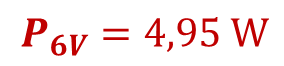 P₆V = 4,95 W